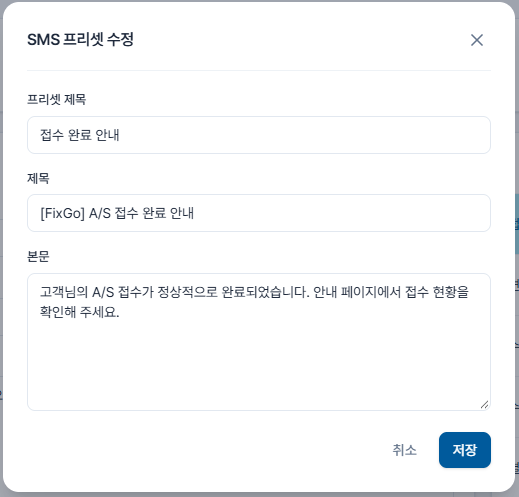 SMS 프리셋 수정
프리셋 제목
접수 완료 안내
제목
[FixGo] A/S 접수 완료 안내
본문
고객님의 A/S 접수가 정상적으로 완료되었습니다. 안내 페이지에서 접수 현황을
확인해 주세요.
취소
저장